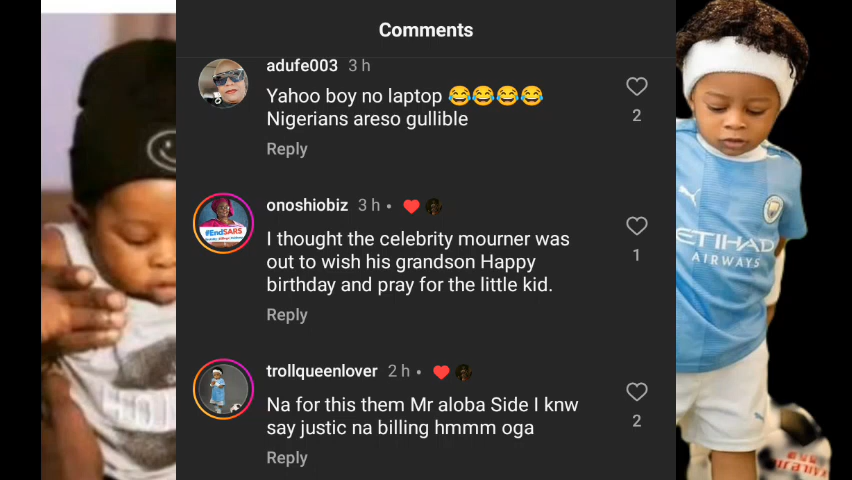 Comments
adufe003 3 h
Yahoo boy no laptop 😂😂😂😂
Nigerians areso gullible
2
Reply
onoshiobiz 3 h •
#EndSARS
I thought the celebrity mourner was
out to wish his grandson Happy
birthday and pray for the little kid.
1
Reply
trollqueenlover 2 h •
Na for this them Mr aloba Side I knw
say justic na billing hmmm oga
2
Reply
ETIHAD
AIRWAYS